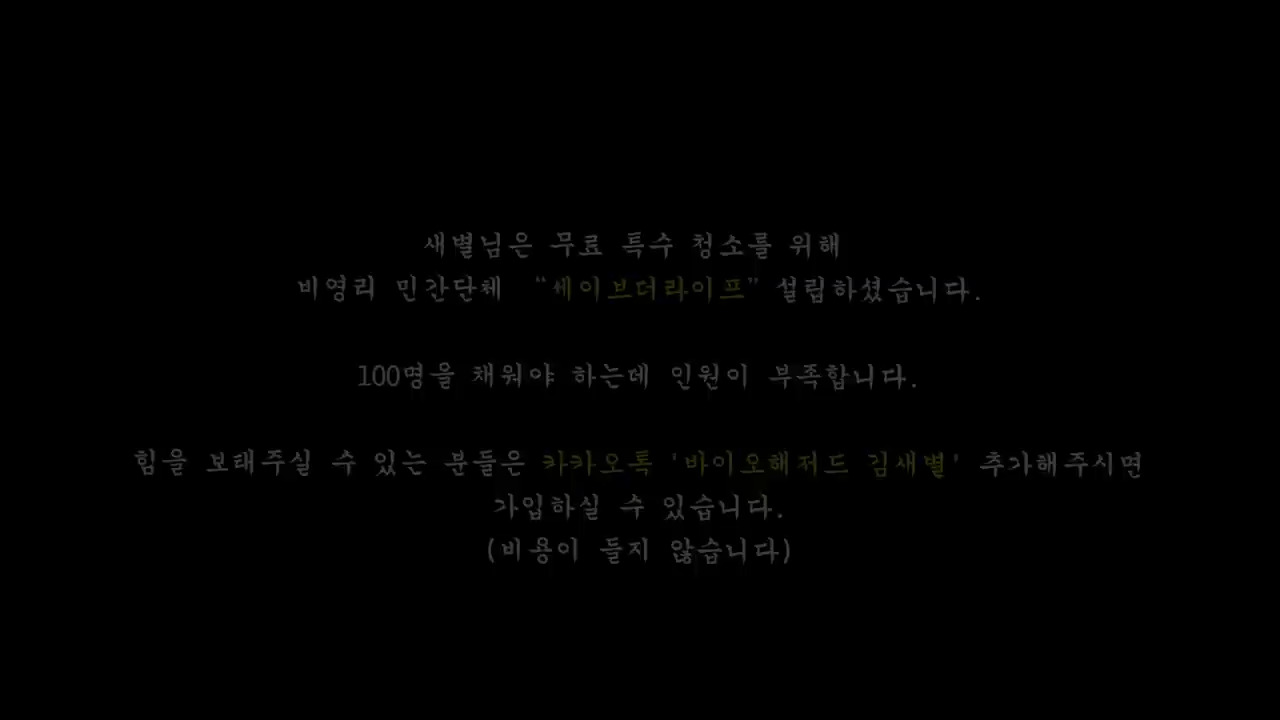 새별님은 무료 특수 청소를 위해
비영리 민간단체 “세이브더라이프” 설립하셨습니다.
100명을 채워야 하는데 인원이 부족합니다.
힘을 보태주실 수 있는 분들은 카카오톡 '바이오해저드 김새별' 추가해주시면
가입하실 수 있습니다.
(비용이 들지 않습니다)